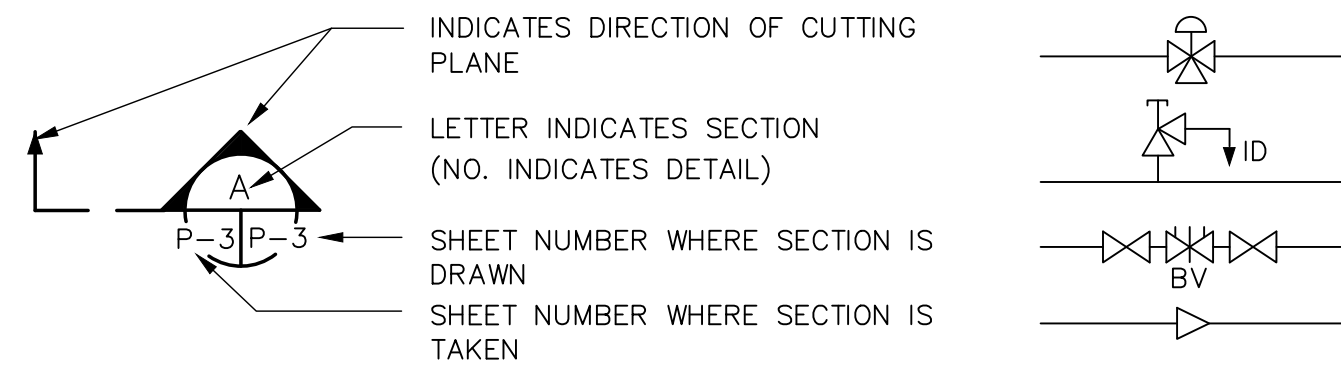 INDICATES DIRECTION OF CUTTING
PLANE
LETTER INDICATES SECTION
(NO. INDICATES DETAIL)
A
P-3 P-3
SHEET NUMBER WHERE SECTION IS
DRAWN
SHEET NUMBER WHERE SECTION IS
TAKEN
ID
BV